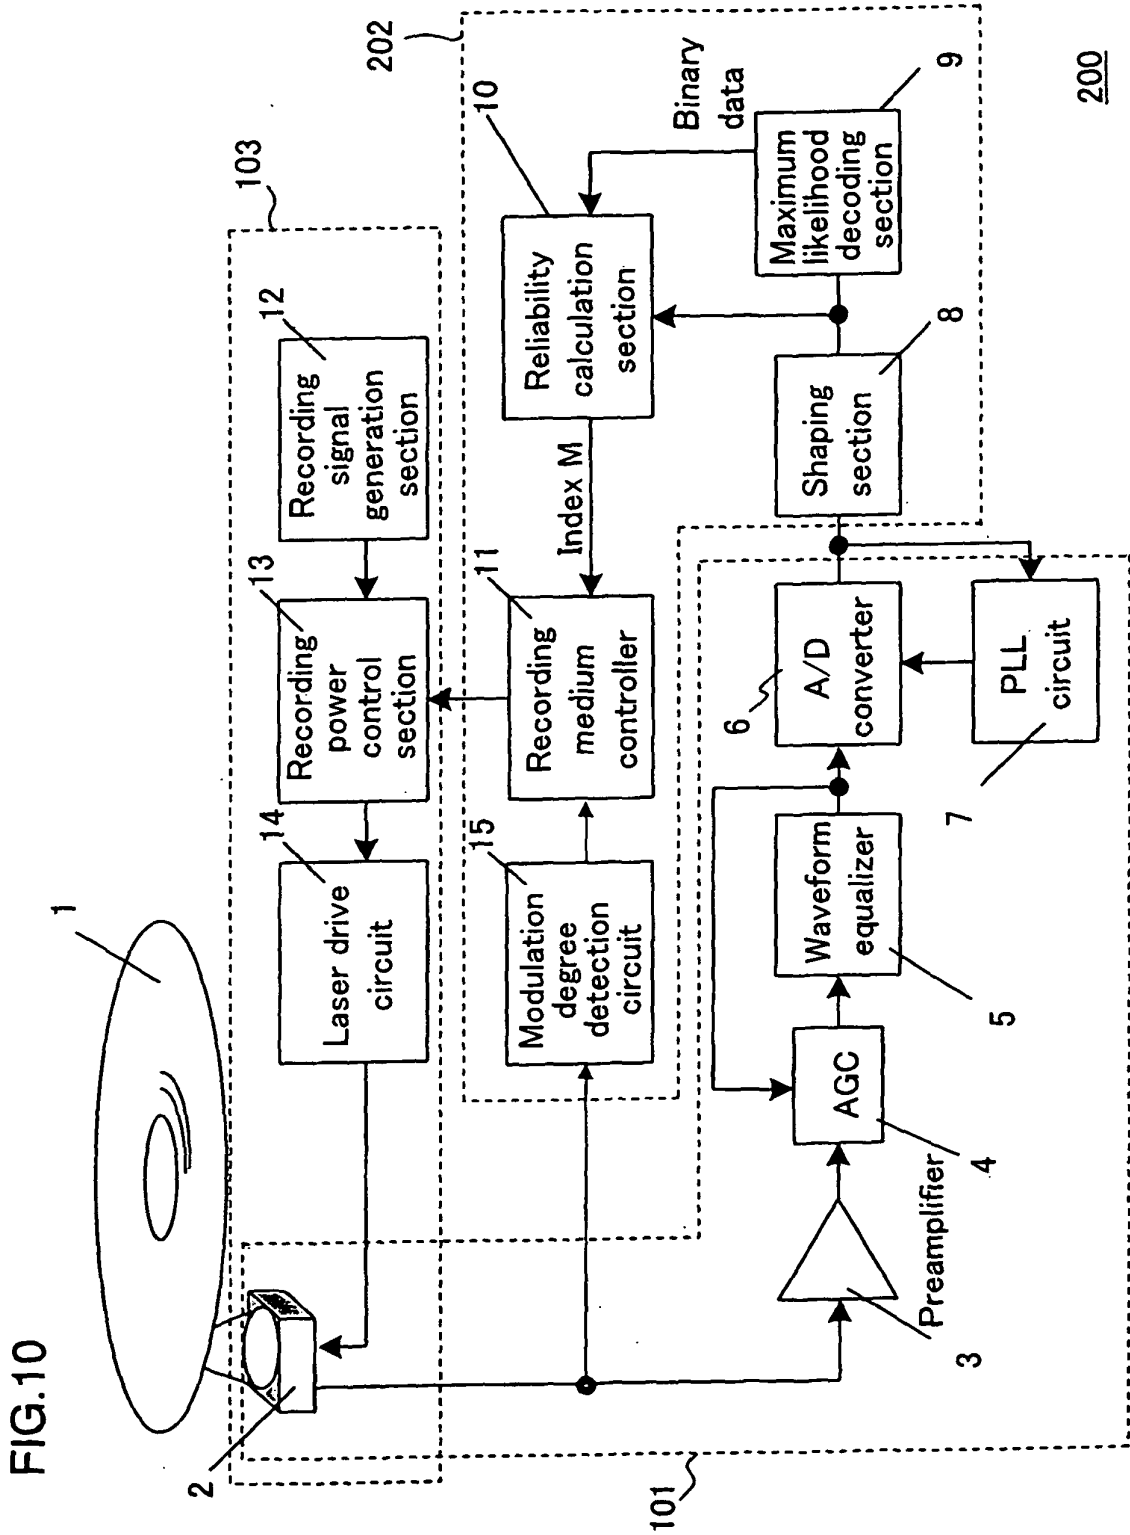 FIG.10
1
2
103
14
Laser drive
circuit
13
Recording
power
control
section
12
Recording
signal
generation
section
202
15
Modulation
degree
detection
circuit
11
Recording
medium
controller
Index M
10
Reliability
calculation
section
Binary
data
101
3
Preamplifier
4
AGC
5
Waveform
equalizer
6
A/D
converter
7
PLL
circuit
8
Shaping
section
9
Maximum
likelihood
decoding
section
200